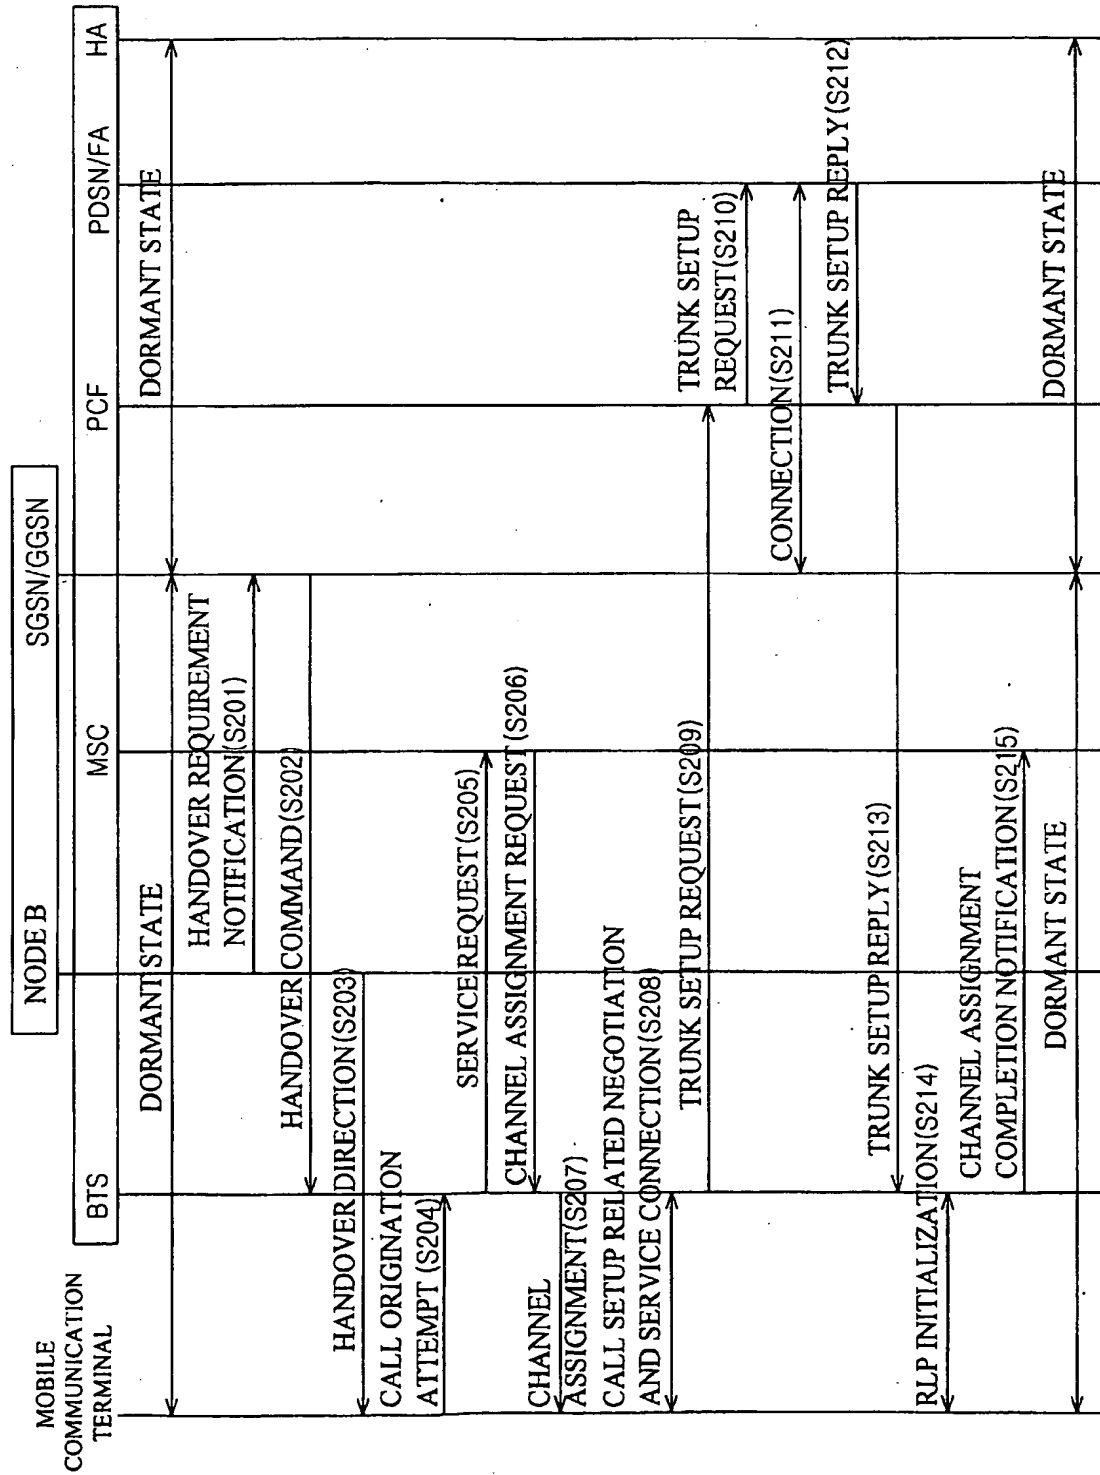 MOBILE
COMMUNICATION
TERMINAL
NODE B
SGSN/GGSN
BTS
MSC
PCF
PDSN/FA
HA
DORMANT STATE
DORMANT STATE
HANDOVER REQUIREMENT
NOTIFICATION(S201)
HANDOVER COMMAND(S202)
HANDOVER DIRECTION(S203)
CALL ORIGINATION
ATTEMPT (S204)
SERVICE REQUEST(S205)
CHANNEL ASSIGNMENT REQUEST(S206)
CHANNEL
ASSIGNMENT(S207)
CALL SETUP RELATED NEGOTIATION
AND SERVICE CONNECTION(S208)
TRUNK SETUP REQUEST(S209)
TRUNK SETUP
REQUEST(S210)
CONNECTION(S211)
TRUNK SETUP REPLY(S212)
TRUNK SETUP REPLY(S213)
RLP INITIALIZATION(S214)
CHANNEL ASSIGNMENT
COMPLETION NOTIFICATION(S215)
DORMANT STATE
DORMANT STATE